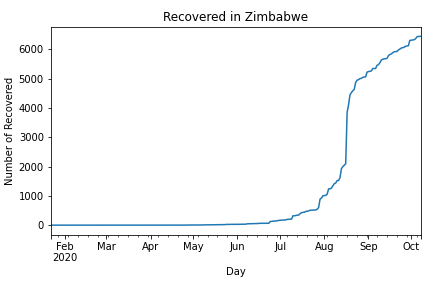 Recovered in Zimbabwe
Number of Recovered
6000
5000
4000
3000
2000
1000
0
Feb Mar Apr May Jun Jul Aug Sep Oct
2020
Day